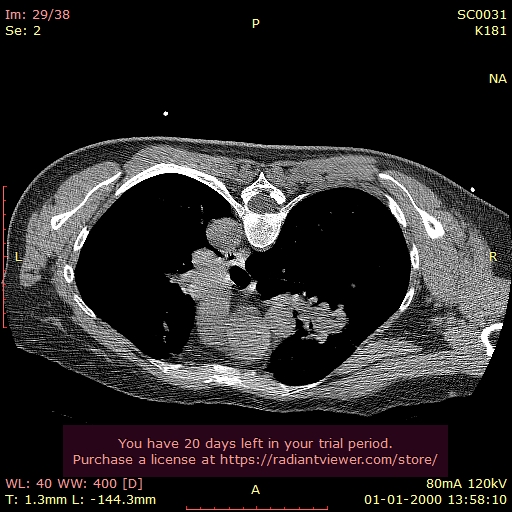 Im: 29/38
Se: 2
P
SC0031
K181
NA
L
R
You have 20 days left in your trial period.
Purchase a license at https://radiantviewer.com/store/
WL: 40 WW: 400 [D]
T: 1.3mm L: -144.3mm
A
80mA 120kV
01-01-2000 13:58:10